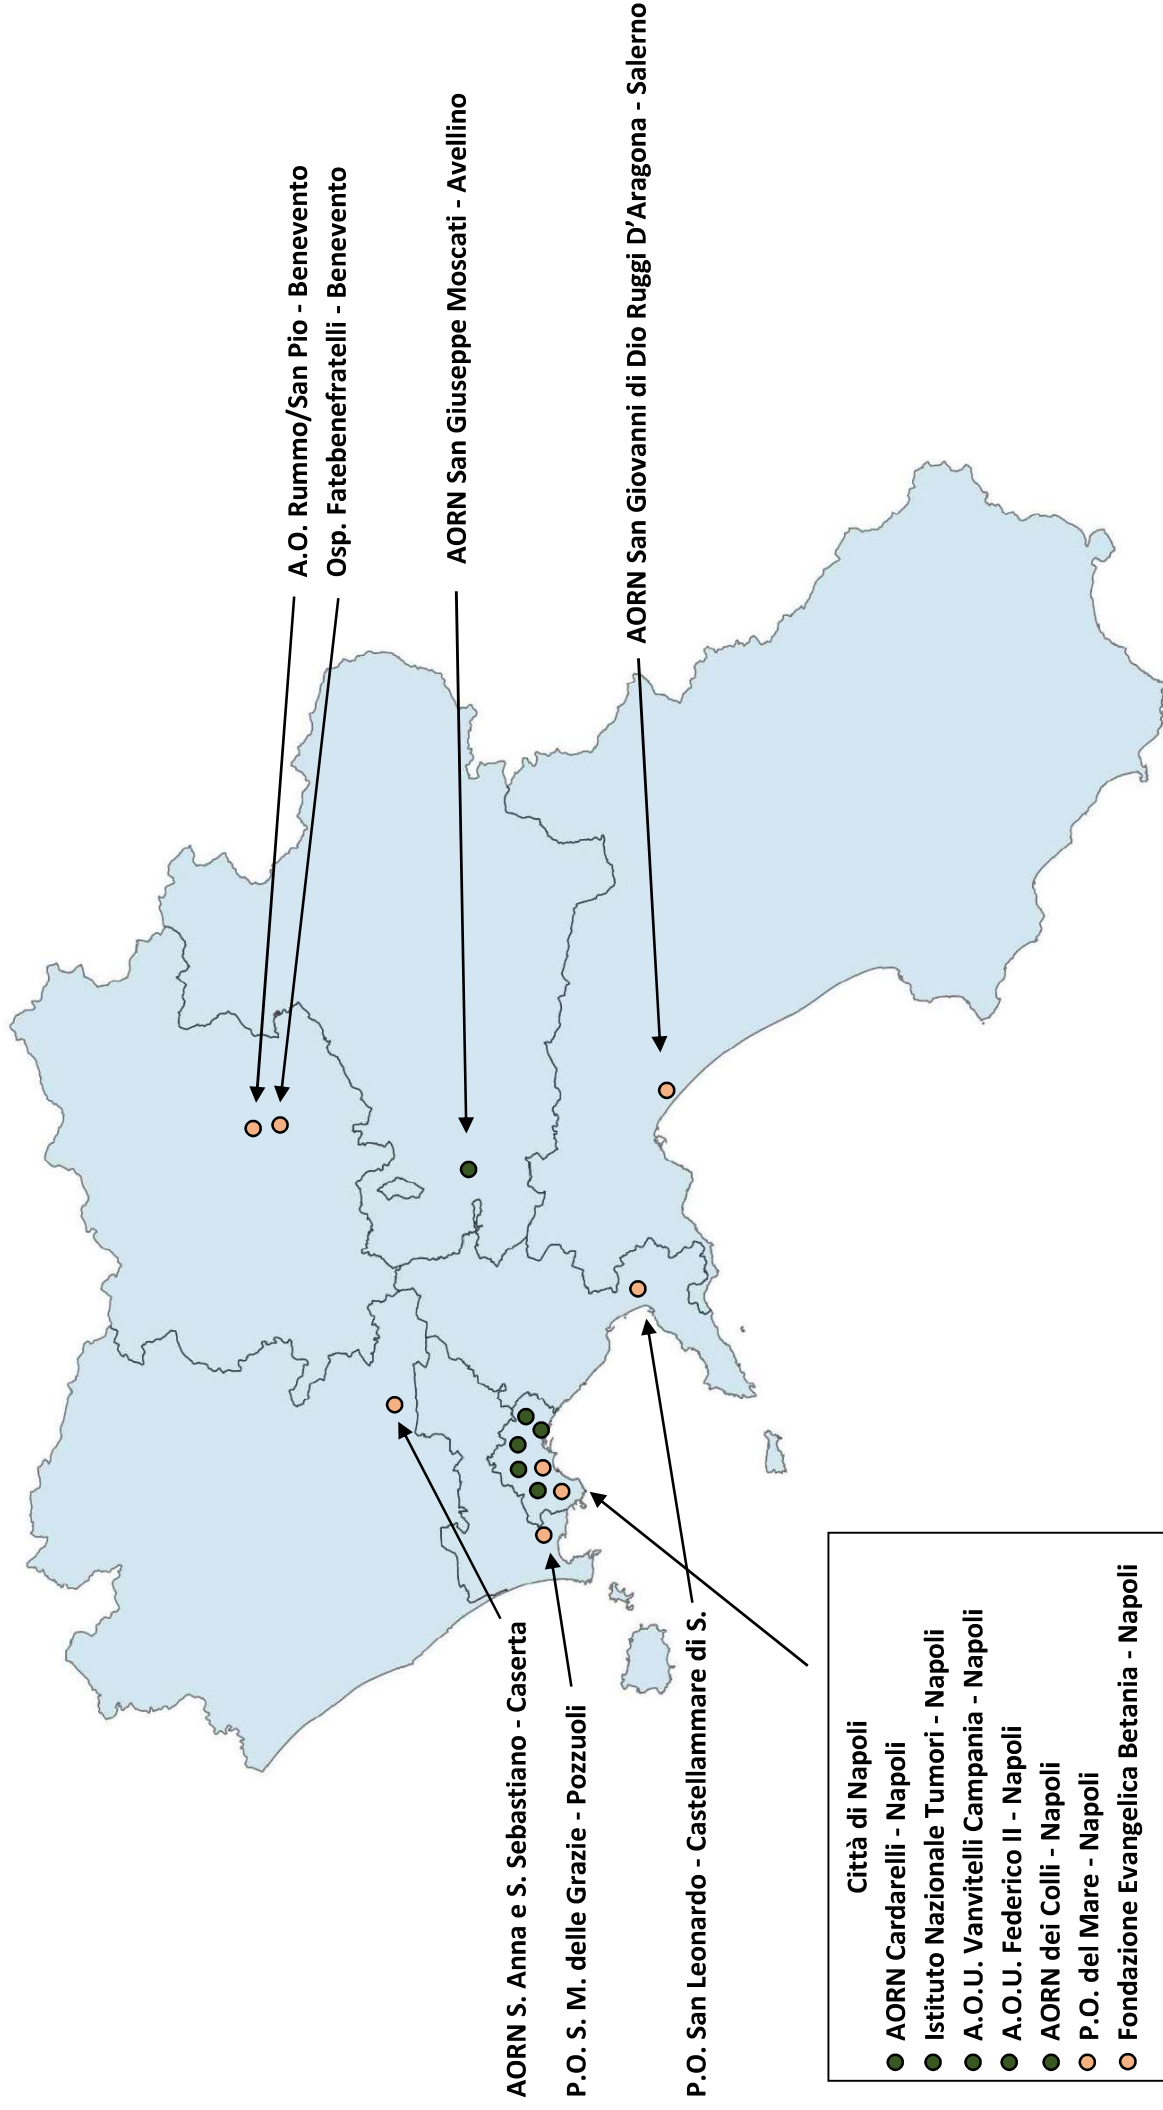 A.O. Rummo/San Pio - Benevento
Osp. Fatebenefratelli - Benevento
AORN San Giuseppe Moscati - Avellino
AORN San Giovanni di Dio Ruggi D’Aragona - Salerno
AORN S. Anna e S. Sebastiano - Caserta
P.O. S. M. delle Grazie - Pozzuoli
P.O. San Leonardo - Castellammare di S.
Città di Napoli
AORN Cardarelli - Napoli
Istituto Nazionale Tumori - Napoli
A.O.U. Vanvitelli Campania - Napoli
A.O.U. Federico II - Napoli
AORN dei Colli - Napoli
P.O. del Mare - Napoli
Fondazione Evangelica Betania - Napoli